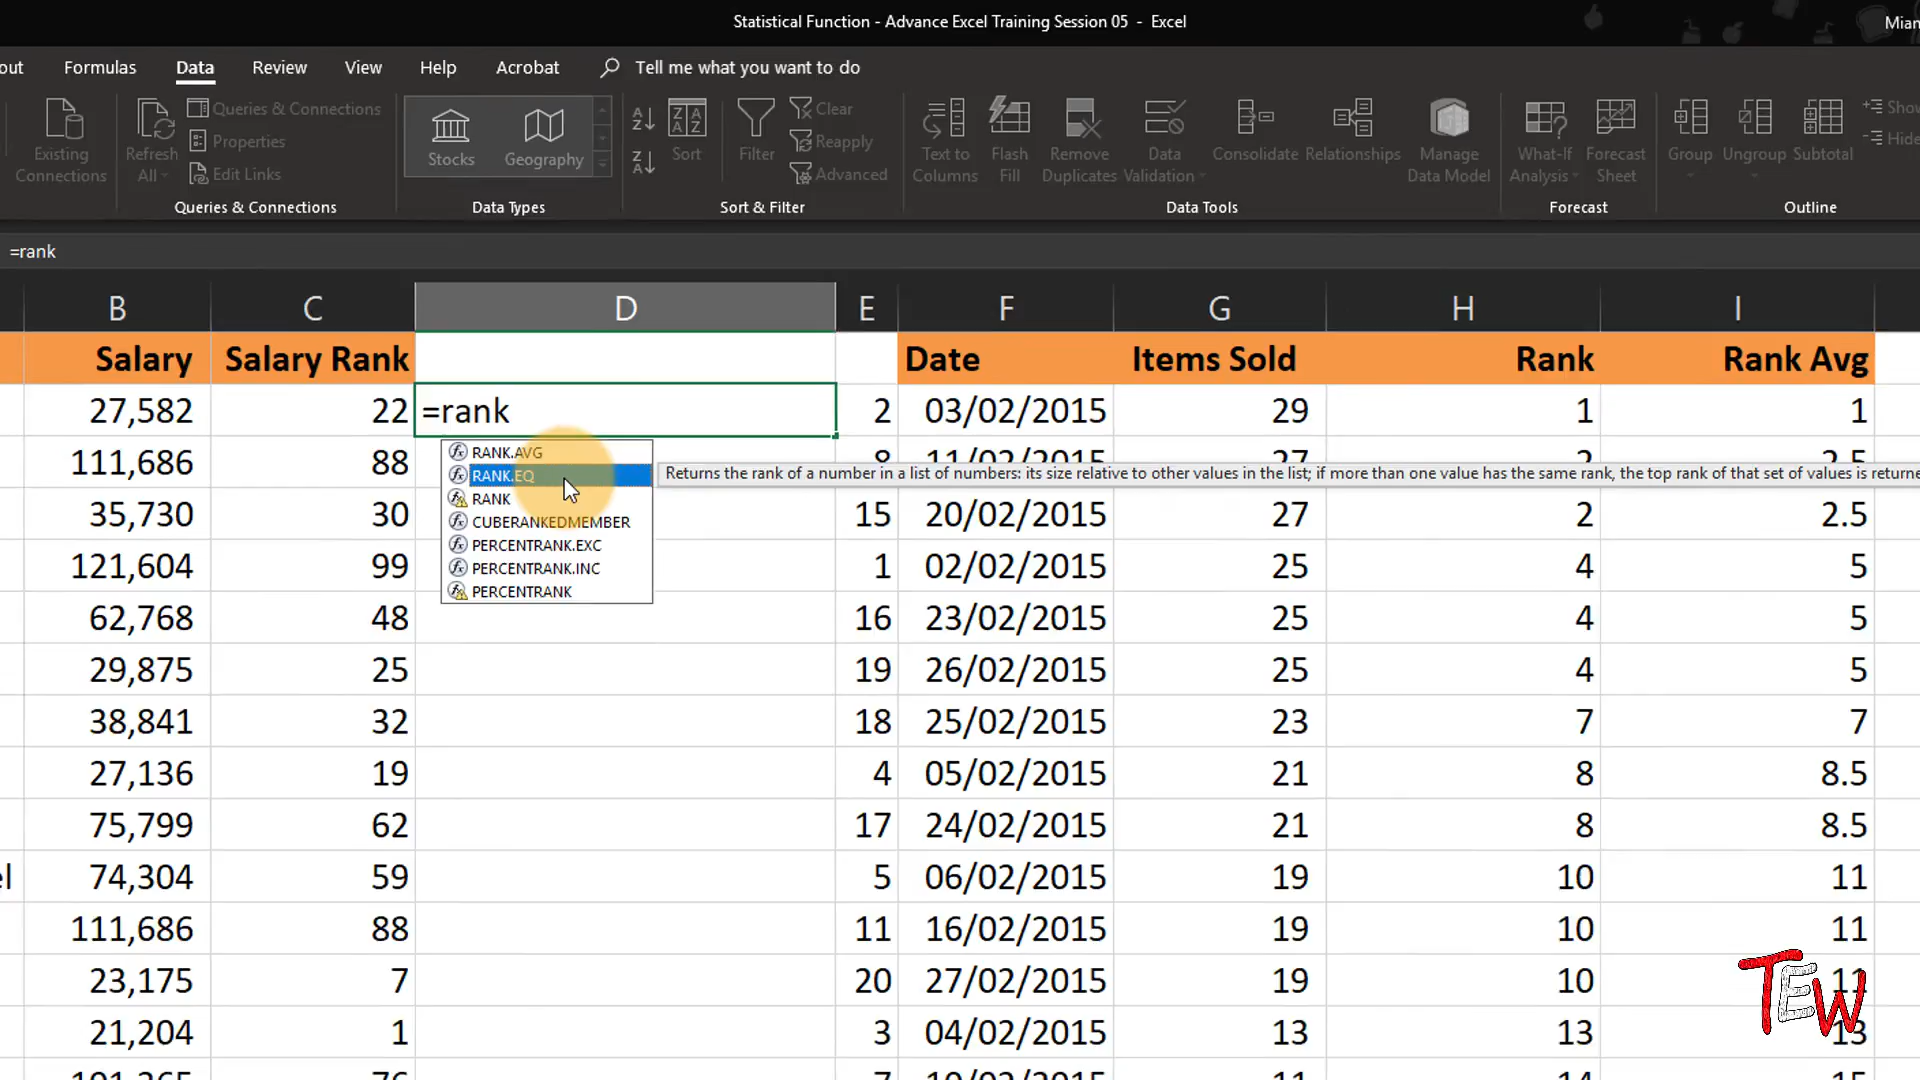 Statistical Function - Advance Excel Training Session 05 - Excel
Mian
out Formulas Data Review View Help Acrobat Tell me what you want to do
Existing Connections
Refresh All
Queries & Connections
Properties
Edit Links
Queries & Connections
Stocks Geography
Data Types
Sort
Filter
Clear
Reapply
Advanced
Sort & Filter
Text to Columns
Flash Fill
Remove Duplicates
Data Validation
Consolidate
Relationships
Manage Data Model
Data Tools
What-If Analysis
Forecast Sheet
Forecast
Group Ungroup Subtotal
Show
Hide
Outline
=rank
B C D E F G H I
Salary Salary Rank Date Items Sold Rank Rank Avg
27,582 22 =rank 2 03/02/2015 29 1 1
RANK.AVG
111,686 88 8 11/02/2015 27 2 2.5
RANK.EQ Returns the rank of a number in a list of numbers: its size relative to other values in the list; if more than one value has the same rank, the top rank of that set of values is returne
RANK
35,730 30 15 20/02/2015 27 2 2.5
CUBERANKEDMEMBER
PERCENTRANK.EXC
121,604 99 1 02/02/2015 25 4 5
PERCENTRANK.INC
PERCENTRANK
62,768 48 16 23/02/2015 25 4 5
29,875 25 19 26/02/2015 25 4 5
38,841 32 18 25/02/2015 23 7 7
27,136 19 4 05/02/2015 21 8 8.5
75,799 62 17 24/02/2015 21 8 8.5
el 74,304 59 5 06/02/2015 19 10 11
111,686 88 11 16/02/2015 19 10 11
23,175 7 20 27/02/2015 19 10 11
21,204 1 3 04/02/2015 13 13 13
TEW